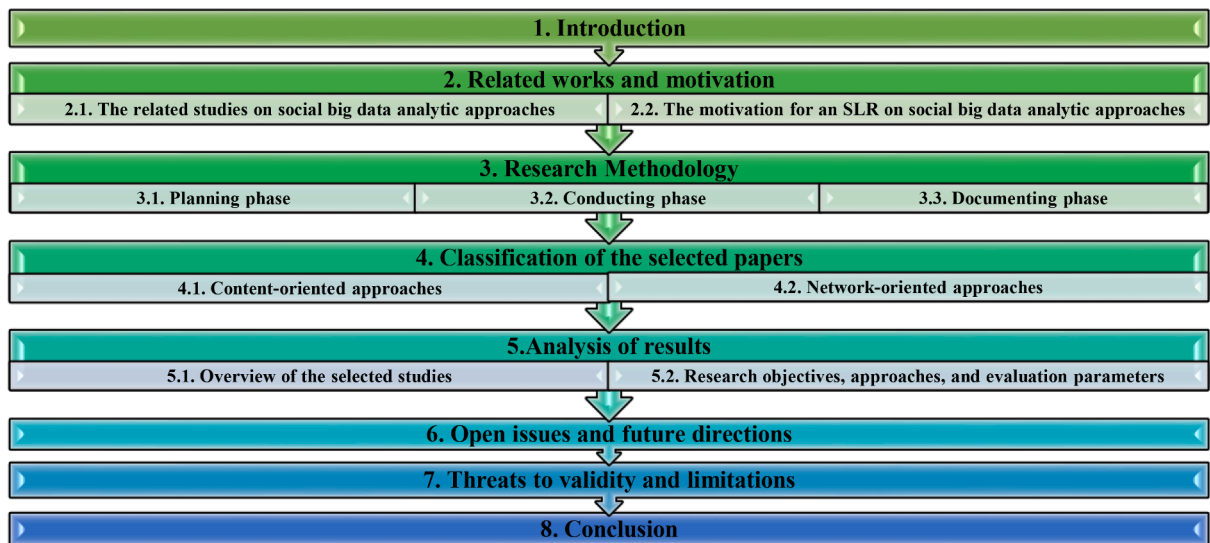 1. Introduction
2. Related works and motivation
2.1. The related studies on social big data analytic approaches
2.2. The motivation for an SLR on social big data analytic approaches
3. Research Methodology
3.1. Planning phase
3.2. Conducting phase
3.3. Documenting phase
4. Classification of the selected papers
4.1. Content-oriented approaches
4.2. Network-oriented approaches
5.Analysis of results
5.1. Overview of the selected studies
5.2. Research objectives, approaches, and evaluation parameters
6. Open issues and future directions
7. Threats to validity and limitations
8. Conclusion